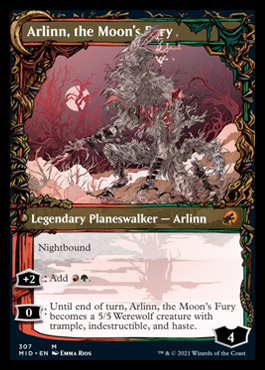 Arlinn, the Moon's Fury
Legendary Planeswalker — Arlinn
Nightbound
+2: Add
0: Until end of turn, Arlinn, the Moon's Fury
becomes a 5/5 Werewolf creature with
trample, indestructible, and haste.
4
307 M
MID • EN Emma Rios
™ & © 2021 Wizards of the Coast